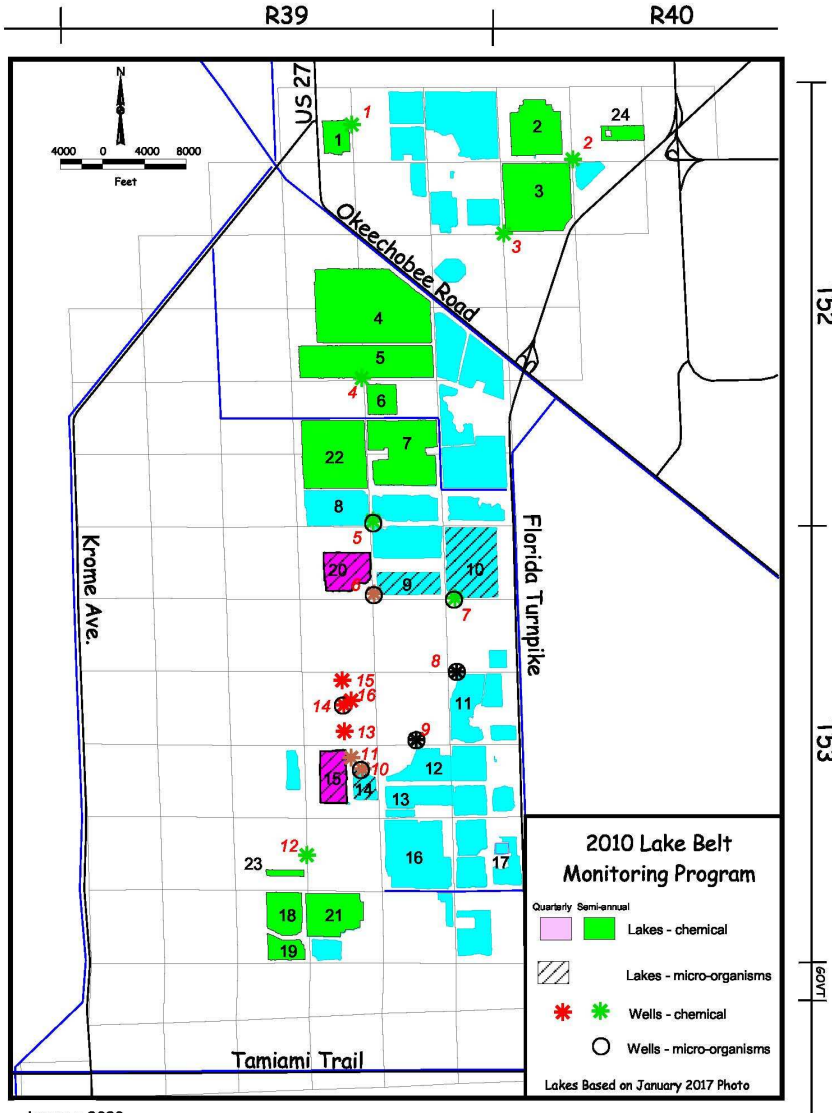 R39
R40
US 27
N
4000 0 4000 8000
Feet
1
1
2
2
24
3
3
Okeechobee Road
T52
4
5
4
6
7
22
8
5
Florida Turnpike
Krome Ave.
20
9
10
6
7
8
15
16
14
11
13
9
T53
11
12
10
15
14
13
12
16
17
23
18
21
19
2010 Lake Belt
Monitoring Program
Quarterly Semi-annual
Lakes - chemical
Lakes - micro-organisms
Wells - chemical
Wells - micro-organisms
Lakes Based on January 2017 Photo
GOVT
Tamiami Trail